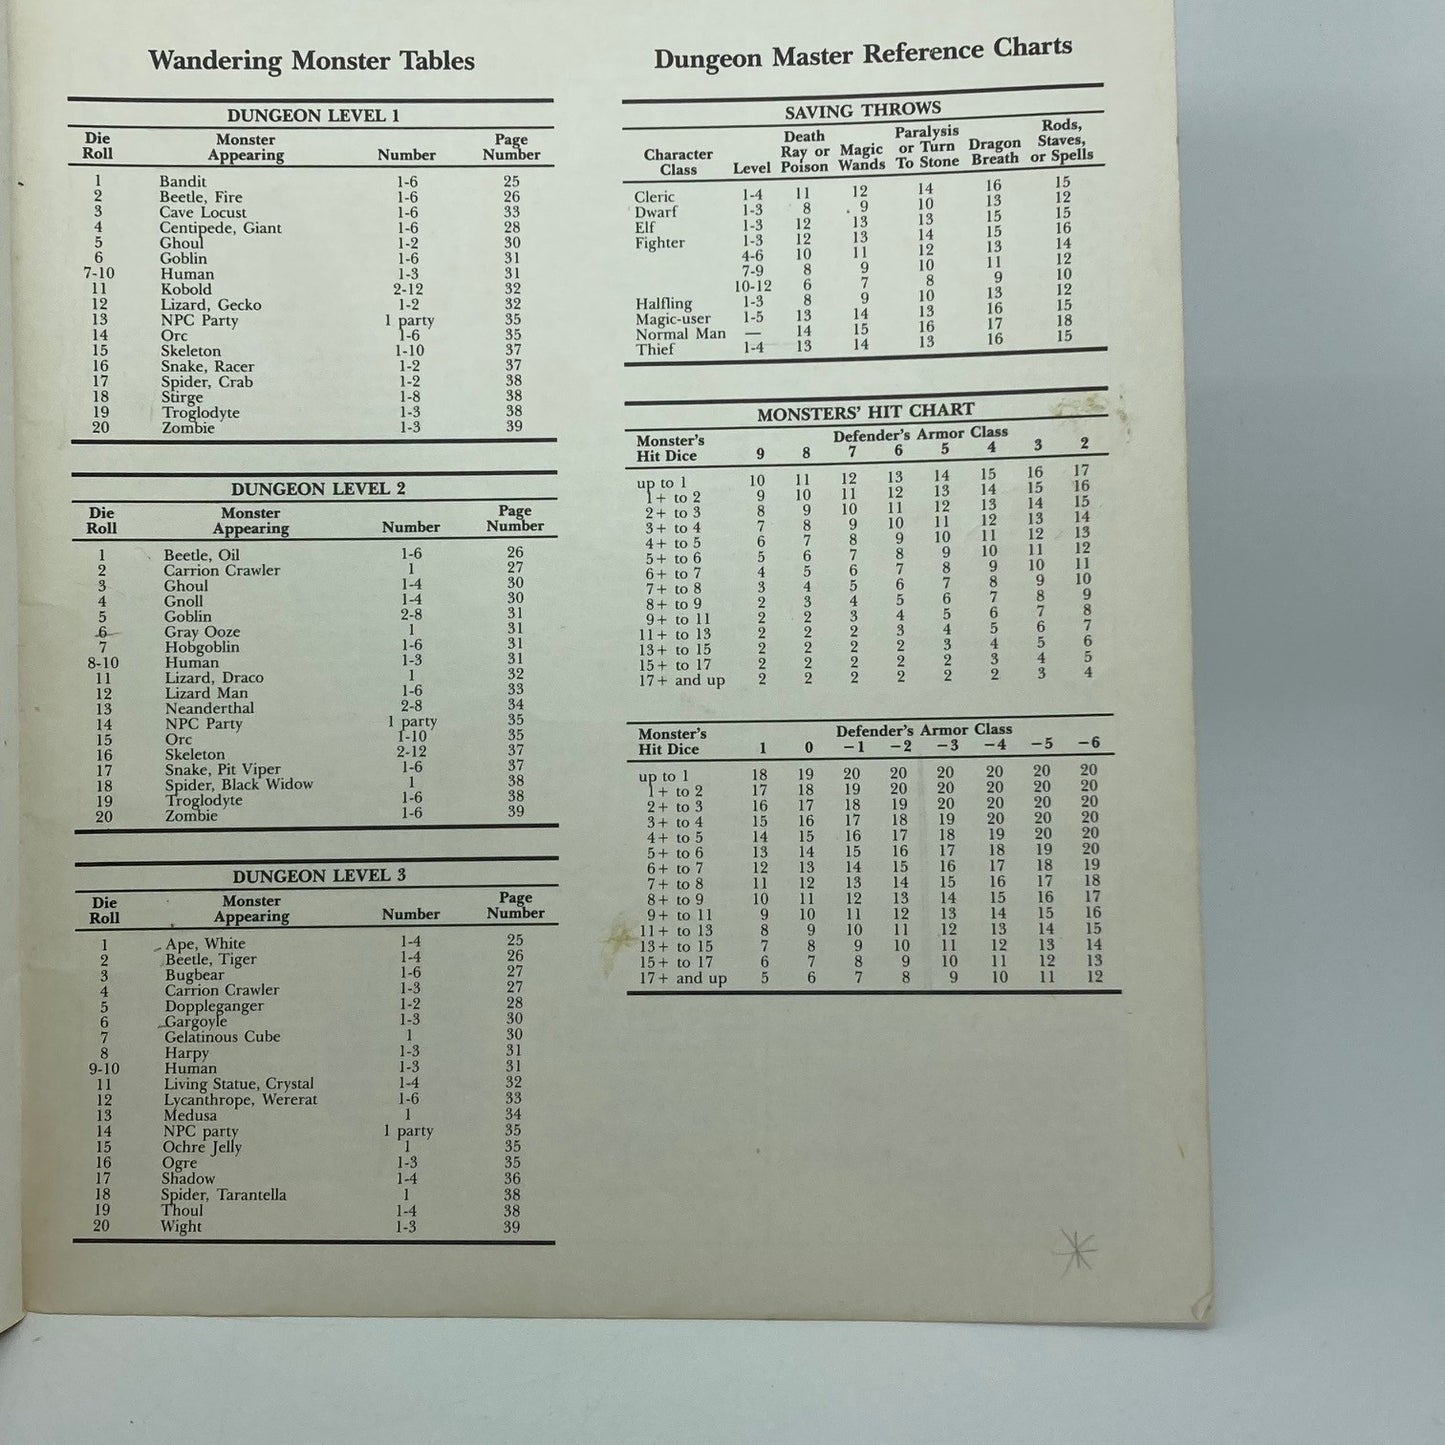 Wandering Monster Tables
DUNGEON LEVEL 1
Die Roll Monster Appearing Number Page Number
1 Bandit 1-6 25
2 Beetle, Fire 1-6 26
3 Cave Locust 1-6 33
4 Centipede, Giant 1-6 28
5 Ghoul 1-2 30
6 Goblin 1-6 31
7-10 Human 1-3 31
11 Kobold 2-12 32
12 Lizard, Gecko 1-2 32
13 NPC Party 1 party 35
14 Orc 1-6 35
15 Skeleton 1-10 37
16 Snake, Racer 1-2 37
17 Spider, Crab 1-2 38
18 Stirge 1-8 38
19 Troglodyte 1-3 38
20 Zombie 1-3 39
DUNGEON LEVEL 2
Die Roll Monster Appearing Number Page Number
1 Beetle, Oil 1-6 26
2 Carrion Crawler 1 27
3 Ghoul 1-4 30
4 Gnoll 1-4 30
5 Goblin 2-8 31
6 Gray Ooze 1 31
7 Hobgoblin 1-6 31
8-10 Human 1-3 31
11 Lizard, Draco 1 32
12 Lizard Man 1-6 33
13 Neanderthal 2-8 34
14 NPC Party 1 party 35
15 Orc 1-10 35
16 Skeleton 2-12 37
17 Snake, Pit Viper 1-6 37
18 Spider, Black Widow 1 38
19 Troglodyte 1-6 38
20 Zombie 1-6 39
DUNGEON LEVEL 3
Die Roll Monster Appearing Number Page Number
1 Ape, White 1-4 25
2 Beetle, Tiger 1-4 26
3 Bugbear 1-6 27
4 Carrion Crawler 1-3 27
5 Doppleganger 1-2 28
6 Gargoyle 1-3 30
7 Gelatinous Cube 1 30
8 Harpy 1-3 31
9-10 Human 1-3 31
11 Living Statue, Crystal 1-4 32
12 Lycanthrope, Wererat 1-6 33
13 Medusa 1 34
14 NPC party 1 party 35
15 Ochre Jelly 1 35
16 Ogre 1-3 35
17 Shadow 1-4 36
18 Spider, Tarantella 1 38
19 Thoul 1-4 38
20 Wight 1-3 39
Dungeon Master Reference Charts
SAVING THROWS
Character Class Level Death Ray or Poison Magic Wands Paralysis or Turn To Stone Dragon Breath Rods, Staves, or Spells
Cleric 1-4 11 12 14 16 15
Dwarf 1-3 8 9 10 13 12
Elf 1-3 12 13 13 15 15
Fighter 1-3 12 13 14 15 16
4-6 10 11 12 13 14
7-9 8 9 10 11 12
10-12 6 7 8 9 10
Halfling 1-3 8 9 10 13 12
Magic-user 1-5 13 14 13 16 15
Normal Man — 14 15 16 17 18
Thief 1-4 13 14 13 16 15
MONSTERS' HIT CHART
Monster's Hit Dice Defender's Armor Class
9 8 7 6 5 4 3 2
up to 1 10 11 12 13 14 15 16 17
1+ to 2 9 10 11 12 13 14 15 16
2+ to 3 8 9 10 11 12 13 14 15
3+ to 4 7 8 9 10 11 12 13 14
4+ to 5 6 7 8 9 10 11 12 13
5+ to 6 5 6 7 8 9 10 11 12
6+ to 7 4 5 6 7 8 9 10 11
7+ to 8 3 4 5 6 7 8 9 10
8+ to 9 2 3 4 5 6 7 8 9
9+ to 11 2 2 3 4 5 6 7 8
11+ to 13 2 2 2 3 4 5 6 7
13+ to 15 2 2 2 2 3 4 5 6
15+ to 17 2 2 2 2 2 3 4 5
17+ and up 2 2 2 2 2 2 3 4
Monster's Hit Dice Defender's Armor Class
1 0 −1 −2 −3 −4 −5 −6
up to 1 18 19 20 20 20 20 20 20
1+ to 2 17 18 19 20 20 20 20 20
2+ to 3 16 17 18 19 20 20 20 20
3+ to 4 15 16 17 18 19 20 20 20
4+ to 5 14 15 16 17 18 19 20 20
5+ to 6 13 14 15 16 17 18 19 20
6+ to 7 12 13 14 15 16 17 18 19
7+ to 8 11 12 13 14 15 16 17 18
8+ to 9 10 11 12 13 14 15 16 17
9+ to 11 9 10 11 12 13 14 15 16
11+ to 13 8 9 10 11 12 13 14 15
13+ to 15 7 8 9 10 11 12 13 14
15+ to 17 6 7 8 9 10 11 12 13
17+ and up 5 6 7 8 9 10 11 12